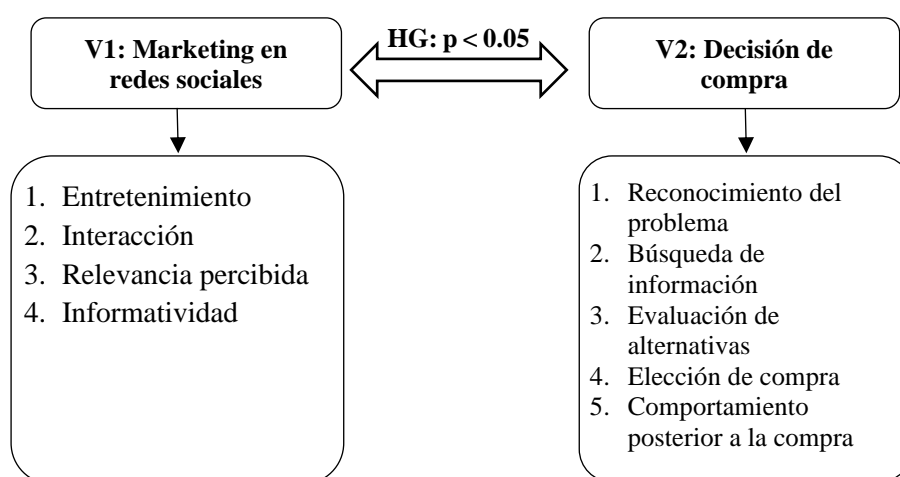 V1: Marketing en
redes sociales
HG: p < 0.05
V2: Decisión de
compra
1. Entretenimiento
2. Interacción
3. Relevancia percibida
4. Informatividad
1. Reconocimiento del
problema
2. Búsqueda de
información
3. Evaluación de
alternativas
4. Elección de compra
5. Comportamiento
posterior a la compra